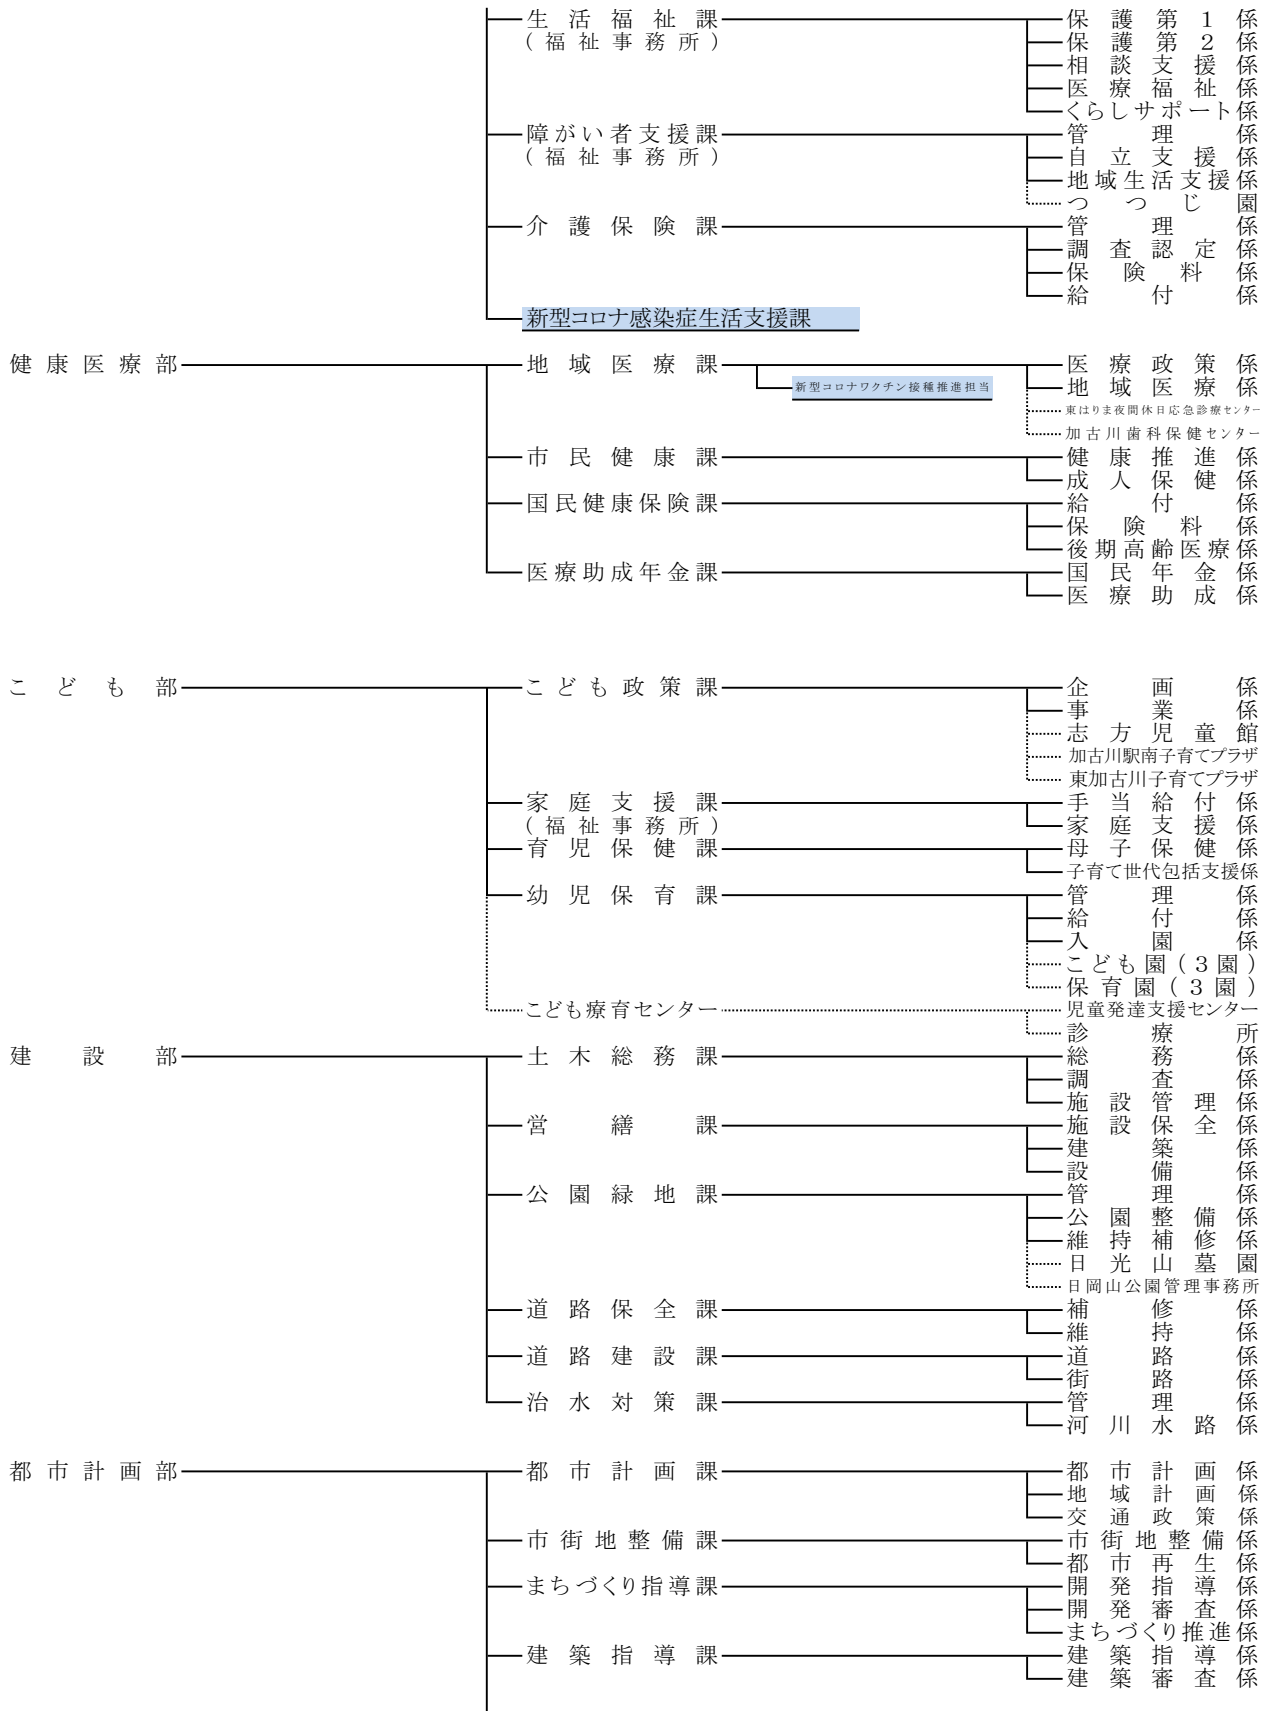 生活福祉課 保護第1係
(福祉事務所) 保護第2係
相談支援係
医療福祉係
くらしサポート係
障がい者支援課 管理係
(福祉事務所) 自立支援係
地域生活支援係
つつじ園
介護保険課 管理係
調査認定係
保険料係
給付係
新型コロナ感染症生活支援課
健康医療部 地域医療課 医療政策係
新型コロナワクチン接種推進担当 地域医療係
東はりま夜間休日応急診療センター
加古川歯科保健センター
市民健康課 健康推進係
成人保健係
国民健康保険課 給付係
保険料係
後期高齢医療係
医療助成年金課 国民年金係
医療助成係
こども部 こども政策課 企画係
事業係
志方児童館
加古川駅南子育てプラザ
東加古川子育てプラザ
家庭支援課 手当給付係
(福祉事務所) 家庭支援係
育児保健課 母子保健係
子育て世代包括支援係
幼児保育課 管理係
給付係
入園係
こども園(3園)
保育園(3園)
こども療育センター 児童発達支援センター
診療所
建設部 土木総務課 総務係
調査係
施設管理係
営繕課 施設保全係
建築係
設備係
公園緑地課 管理係
公園整備係
維持補修係
日光山墓園
日岡山公園管理事務所
道路保全課 補修係
維持係
道路建設課 道路係
街路係
治水対策課 管理係
河川水路係
都市計画部 都市計画課 都市計画係
地域計画係
交通政策係
市街地整備課 市街地整備係
都市再生係
まちづくり指導課 開発指導係
開発審査係
まちづくり推進係
建築指導課 建築指導係
建築審査係